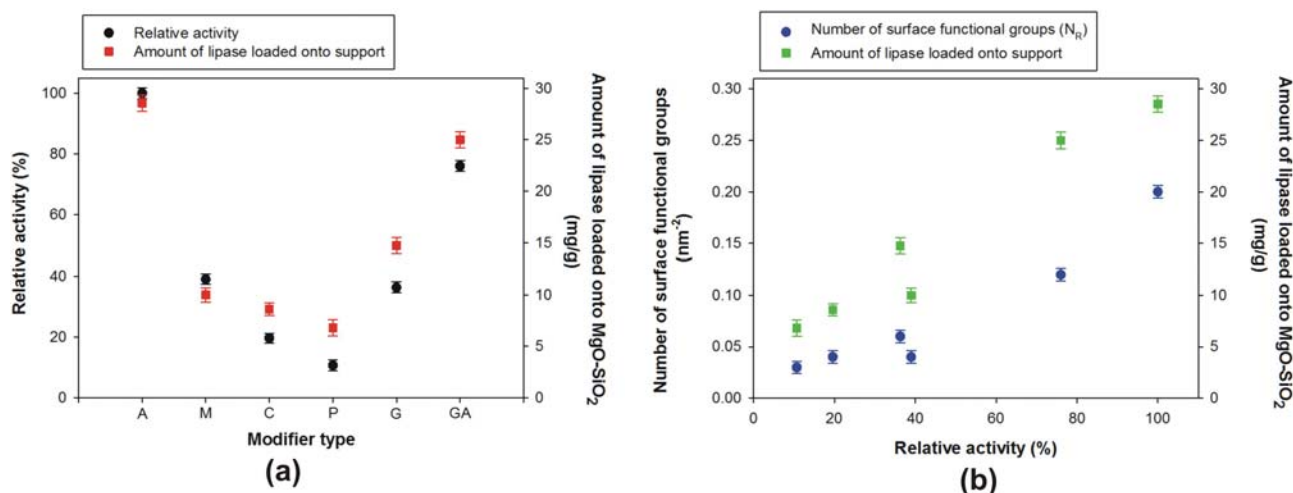 Relative activity
Amount of lipase loaded onto support
100
80
60
40
20
0
Relative activity (%)
30
25
20
15
10
5
0
Amount of lipase loaded onto MgO-SiO2
(mg/g)
A M C P G GA
Modifier type
(a)
Number of surface functional groups (NR)
Amount of lipase loaded onto support
0.30
0.25
0.20
0.15
0.10
0.05
0.00
Number of surface functional groups
(nm-2)
30
25
20
15
10
5
0
Amount of lipase loaded onto MgO-SiO2
(mg/g)
0 20 40 60 80 100
Relative activity (%)
(b)